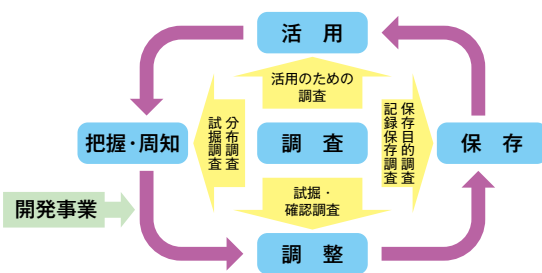 活用
活用のための
調査
把握・周知
分布調査
試掘調査
調査
保存目的調査
記録保存調査
保存
開発事業
試掘・
確認調査
調整